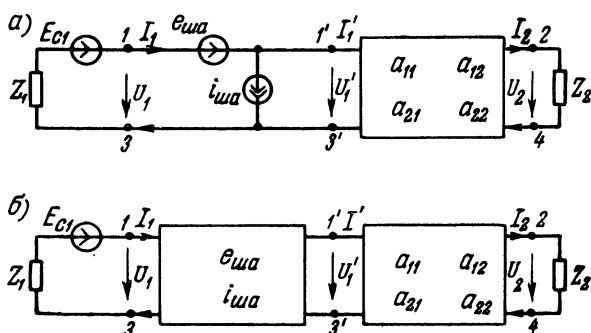 а) E_с1 1 I_1 e_ша 1' I_1' I_2 2
Z_1 U_1 i_ша U_1' a_11 a_12 U_2 Z_2
a_21 a_22
3 3' 4
б) E_с1 1 I_1 1' I' I_2 2
Z_1 U_1 e_ша U_1' a_11 a_12 U_2 Z_2
i_ша a_21 a_22
3 3' 4